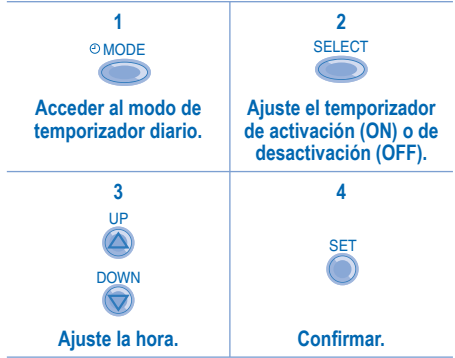 1
MODE
Acceder al modo de
temporizador diario.
2
SELECT
Ajuste el temporizador
de activación (ON) o de
desactivación (OFF).
3
UP
DOWN
Ajuste la hora.
4
SET
Confirmar.